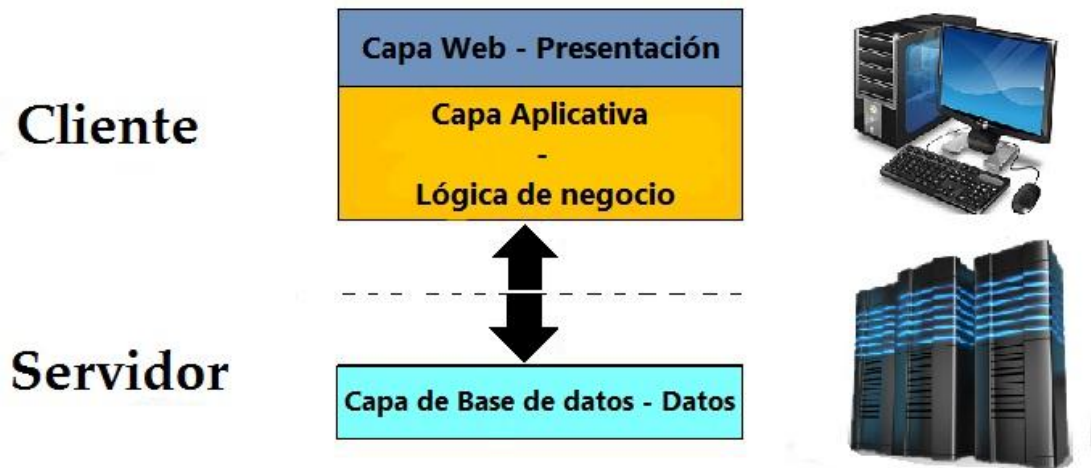 Capa Web - Presentación
Cliente
Capa Aplicativa
-
Lógica de negocio
Servidor
Capa de Base de datos - Datos